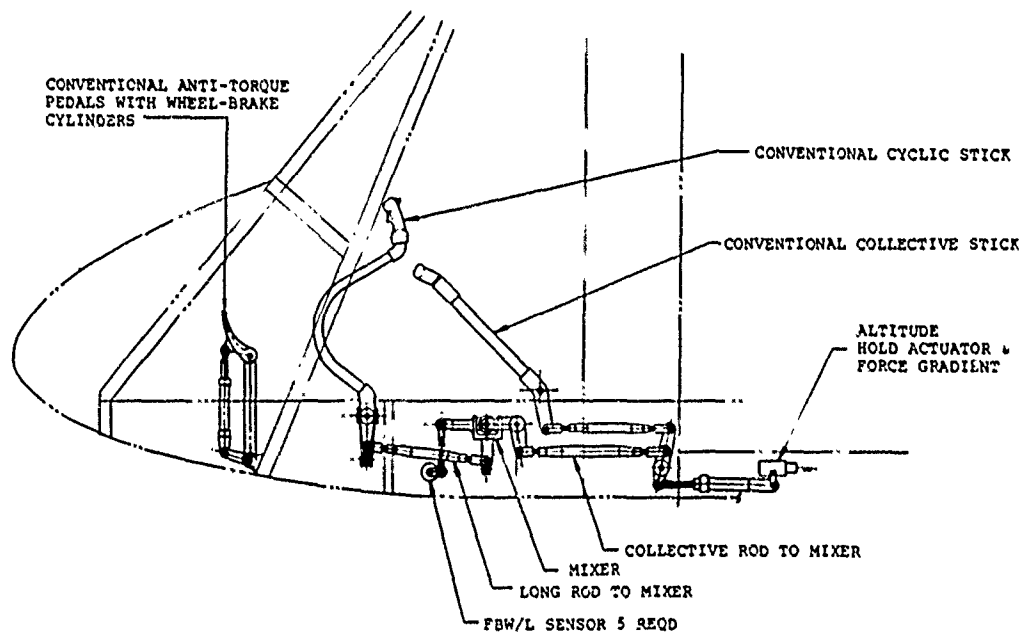 CONVENTIONAL ANTI-TORQUE
PEDALS WITH WHEEL-BRAKE
CYLINDERS
CONVENTIONAL CYCLIC STICK
CONVENTIONAL COLLECTIVE STICK
ALTITUDE
HOLD ACTUATOR &
FORCE GRADIENT
COLLECTIVE ROD TO MIXER
MIXER
LONG ROD TO MIXER
FBW/L SENSOR 5 REQD